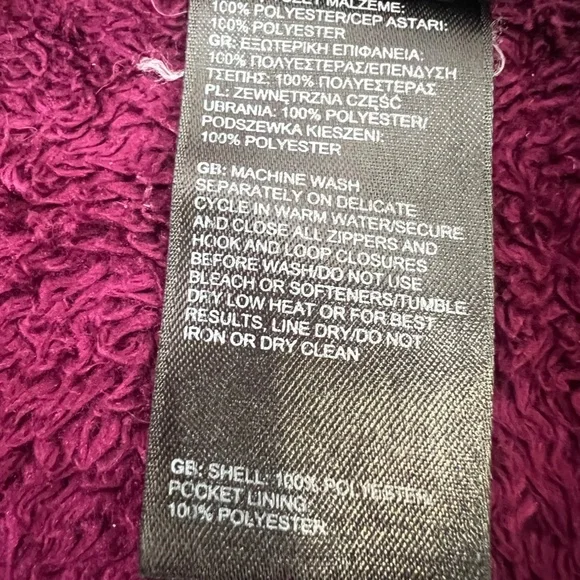 MALZEME:
100% POLYESTER/CEP ASTARI:
100% POLYESTER
GR: ΕΞΩΤΕΡΙΚΗ ΕΠΙΦΑΝΕΙΑ:
100% ΠΟΛΥΕΣΤΕΡΑΣ/ΕΠΕΝΔΥΣΗ
ΤΣΕΠΗΣ: 100% ΠΟΛΥΕΣΤΕΡΑΣ
PL: ZEWNĘTRZNA CZĘŚĆ
UBRANIA: 100% POLYESTER/
PODSZEWKA KIESZENI:
100% POLYESTER
GB: MACHINE WASH
SEPARATELY ON DELICATE
CYCLE IN WARM WATER/SECURE
AND CLOSE ALL ZIPPERS AND
HOOK AND LOOP CLOSURES
BEFORE WASH/DO NOT USE
BLEACH OR SOFTENERS/TUMBLE
DRY LOW HEAT OR FOR BEST
RESULTS, LINE DRY/DO NOT
IRON OR DRY CLEAN
GB: SHELL: 100% POLYESTER/
POCKET LINING:
100% POLYESTER